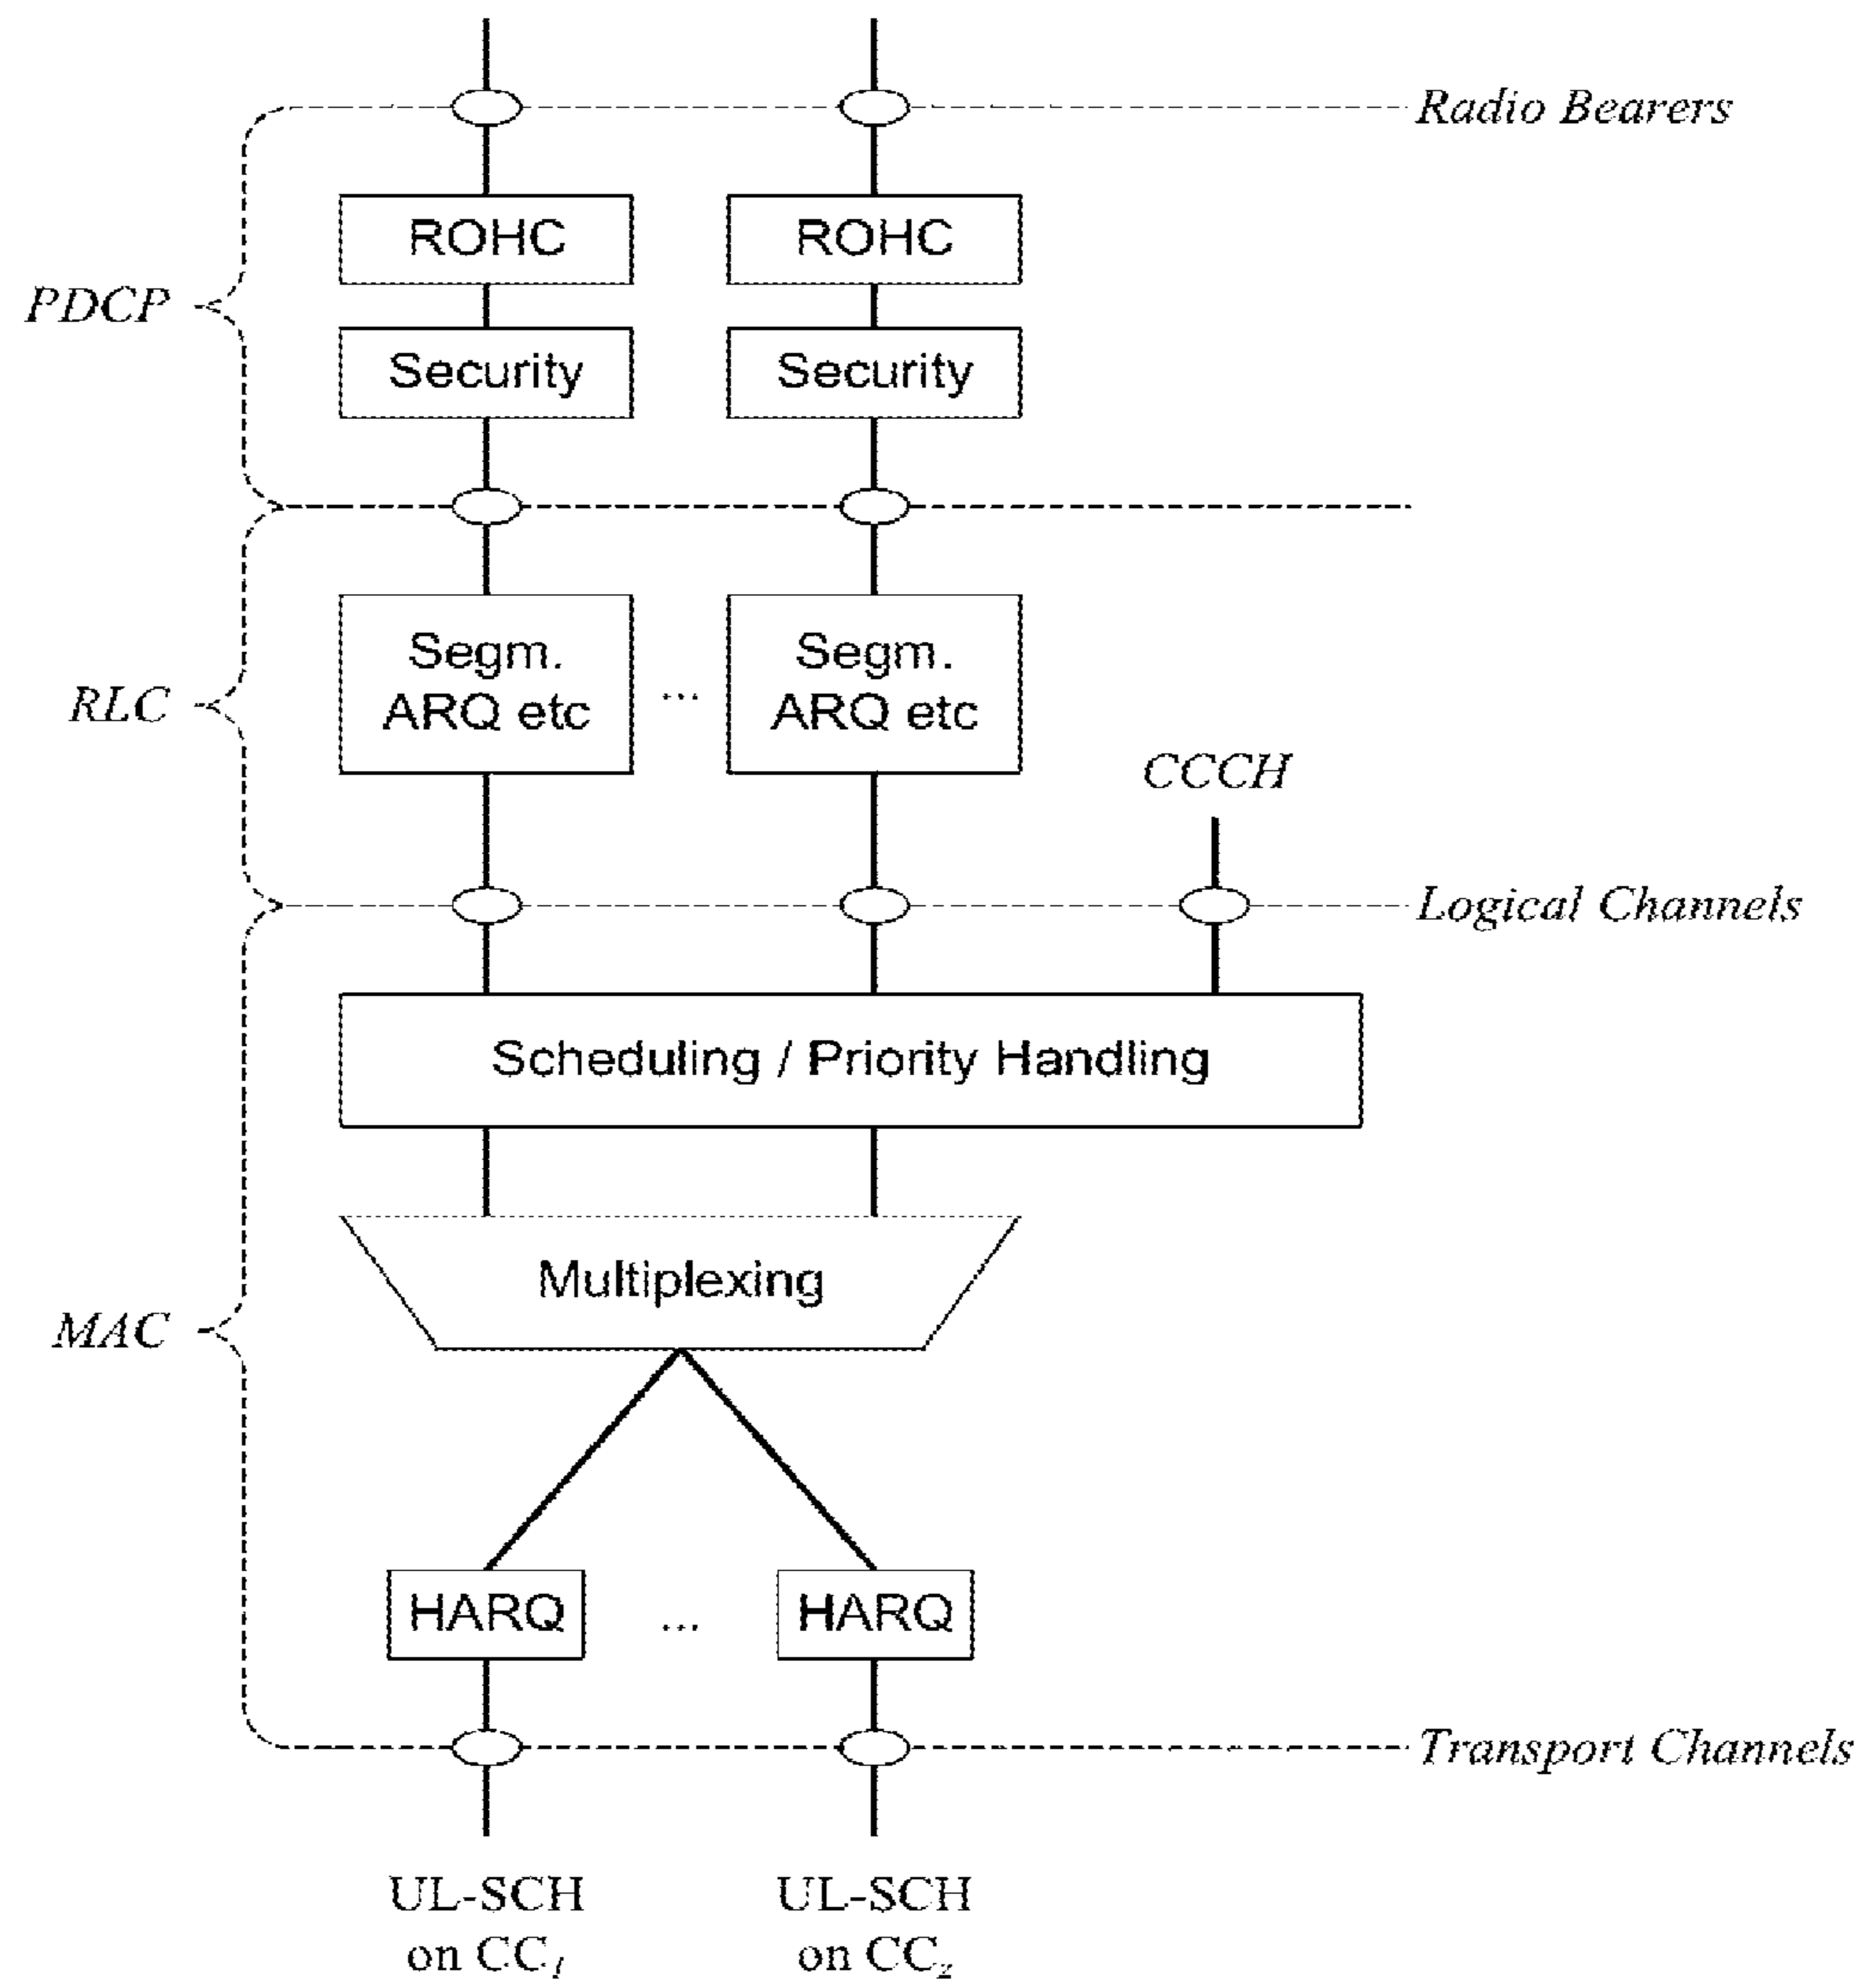 Radio Bearers
ROHC
ROHC
PDCP
Security
Security
Segm.
ARQ etc
...
Segm.
ARQ etc
RLC
CCCH
Logical Channels
Scheduling / Priority Handling
Multiplexing
MAC
HARQ
...
HARQ
Transport Channels
UL-SCH
on CC1
UL-SCH
on CCz